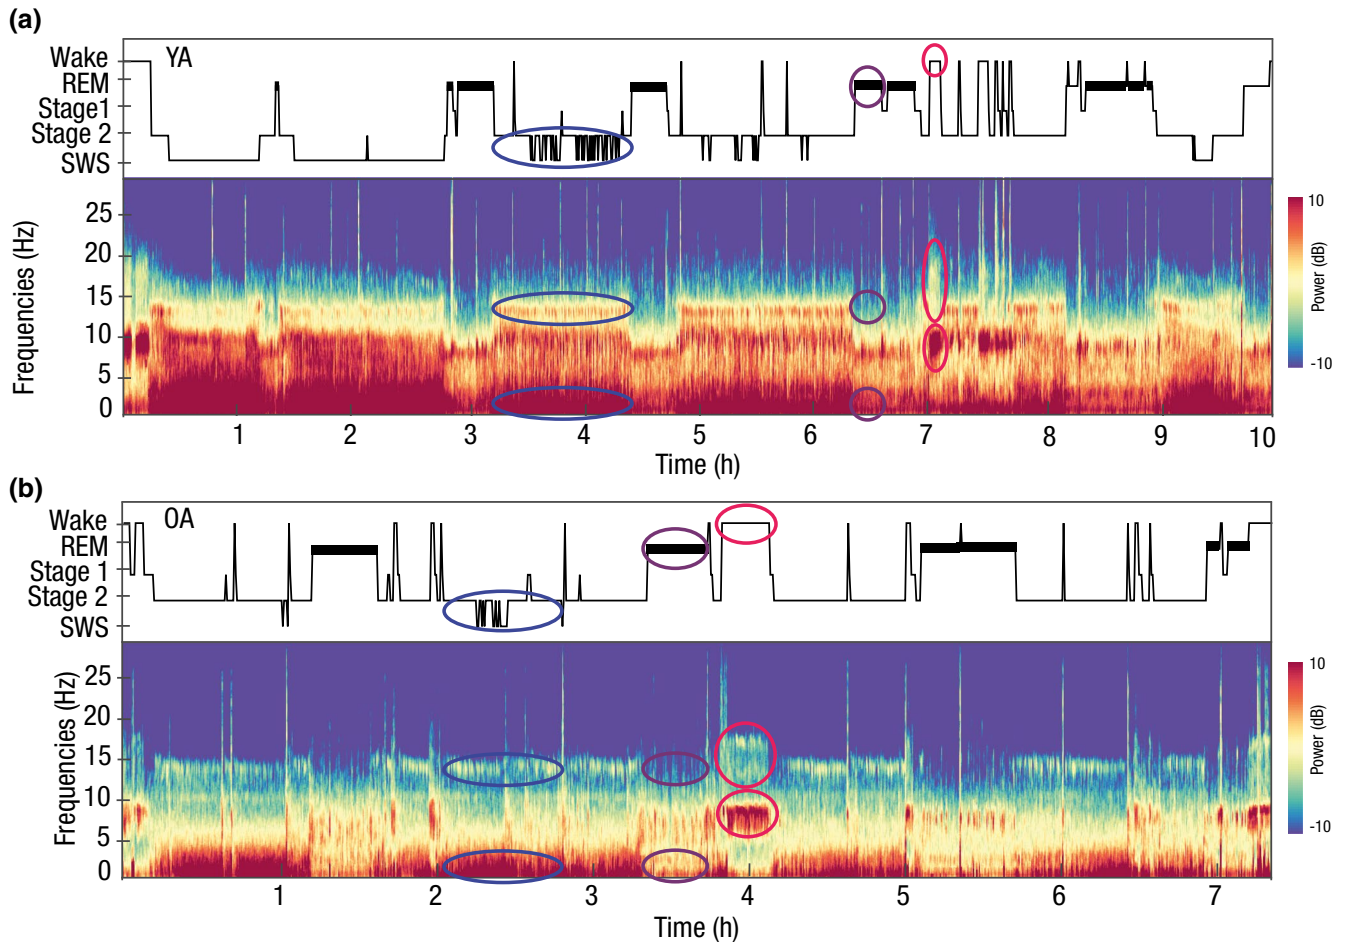 (a)
YA
Wake
REM
Stage1
Stage 2
SWS
Frequencies (Hz)
25
20
15
10
5
0
1 2 3 4 5 6 7 8 9 10
Time (h)
10
Power (dB)
-10
(b)
OA
Wake
REM
Stage 1
Stage 2
SWS
Frequencies (Hz)
25
20
15
10
5
0
1 2 3 4 5 6 7
Time (h)
10
Power (dB)
-10